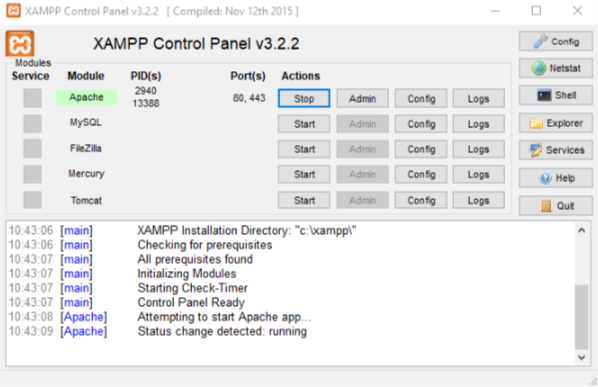 XAMPP Control Panel v3.2.2 [ Compiled: Nov 12th 2015 ]
XAMPP Control Panel v3.2.2
Config
Modules
Service Module PID(s) Port(s) Actions
Netstat
Apache 2940 13388 80, 443 Stop Admin Config Logs
Shell
MySQL Start Admin Config Logs
Explorer
FileZilla Start Admin Config Logs
Services
Mercury Start Admin Config Logs
Help
Tomcat Start Admin Config Logs
Quit
10:43:06 [main] XAMPP Installation Directory: "c:\xampp\"
10:43:06 [main] Checking for prerequisites
10:43:07 [main] All prerequisites found
10:43:07 [main] Initializing Modules
10:43:07 [main] Starting Check-Timer
10:43:07 [main] Control Panel Ready
10:43:08 [Apache] Attempting to start Apache app...
10:43:09 [Apache] Status change detected: running